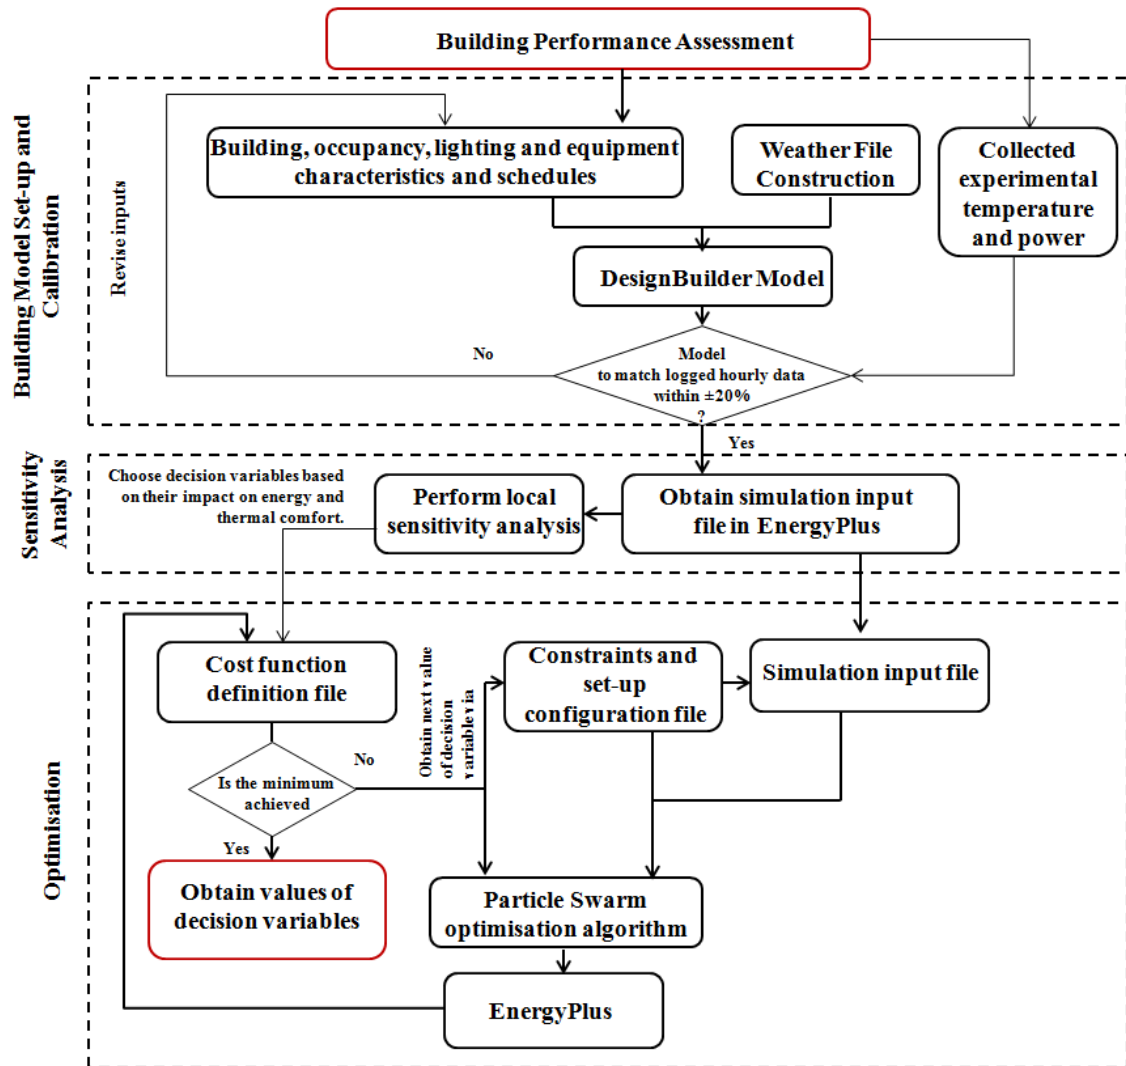 Building Performance Assessment
Building Model Set-up and
Calibration
Revise inputs
Building, occupancy, lighting and equipment
characteristics and schedules
Weather File
Construction
Collected
experimental
temperature
and power
DesignBuilder Model
No
Model
to match logged hourly data
within ±20%
?
Yes
Sensitivity
Analysis
Choose decision variables based
on their impact on energy and
thermal comfort.
Perform local
sensitivity analysis
Obtain simulation input
file in EnergyPlus
Optimisation
Cost function
definition file
No
Obtain next value
of decision
variable via
Constraints and
set-up
configuration file
Simulation input file
Is the minimum
achieved
Yes
Obtain values of
decision variables
Particle Swarm
optimisation algorithm
EnergyPlus